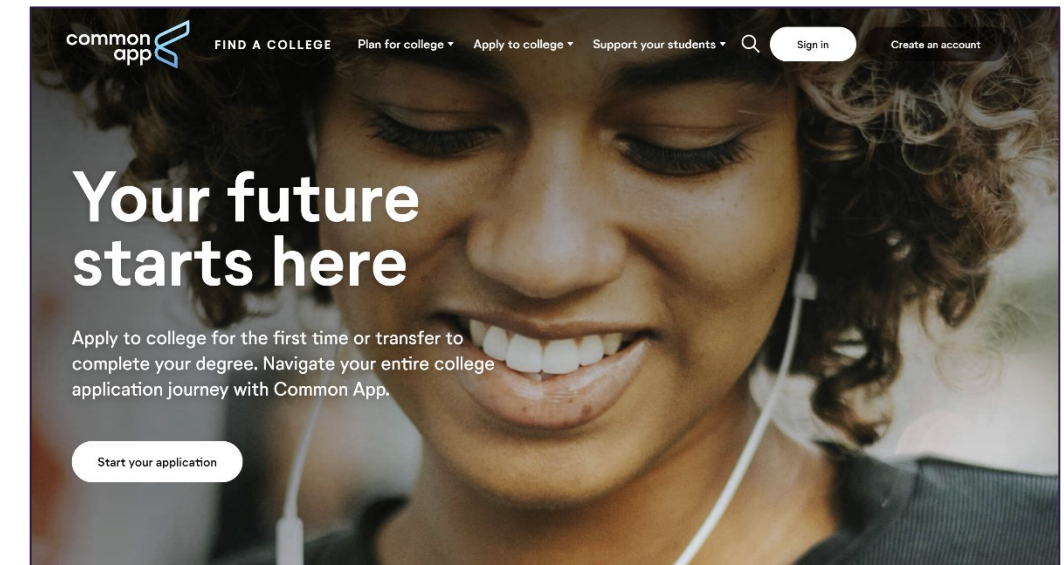 common
app
FIND A COLLEGE
Plan for college
Apply to college
Support your students
Sign in
Create an account
Your future
starts here
Apply to college for the first time or transfer to
complete your degree. Navigate your entire college
application journey with Common App.
Start your application